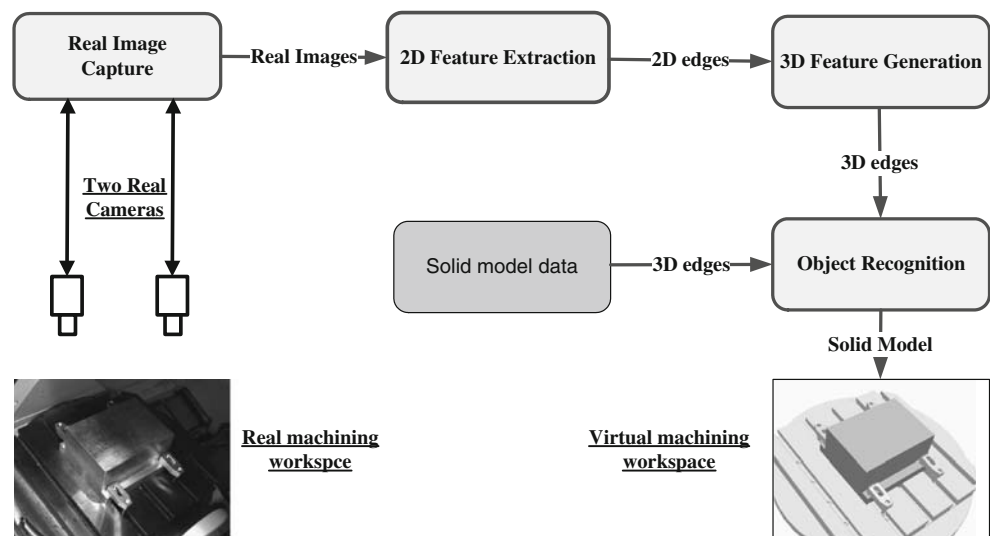 Real Image
Capture
Real Images
2D Feature Extraction
2D edges
3D Feature Generation
3D edges
Two Real
Cameras
Solid model data
3D edges
Object Recognition
Solid Model
Real machining
workspce
Virtual machining
workspace